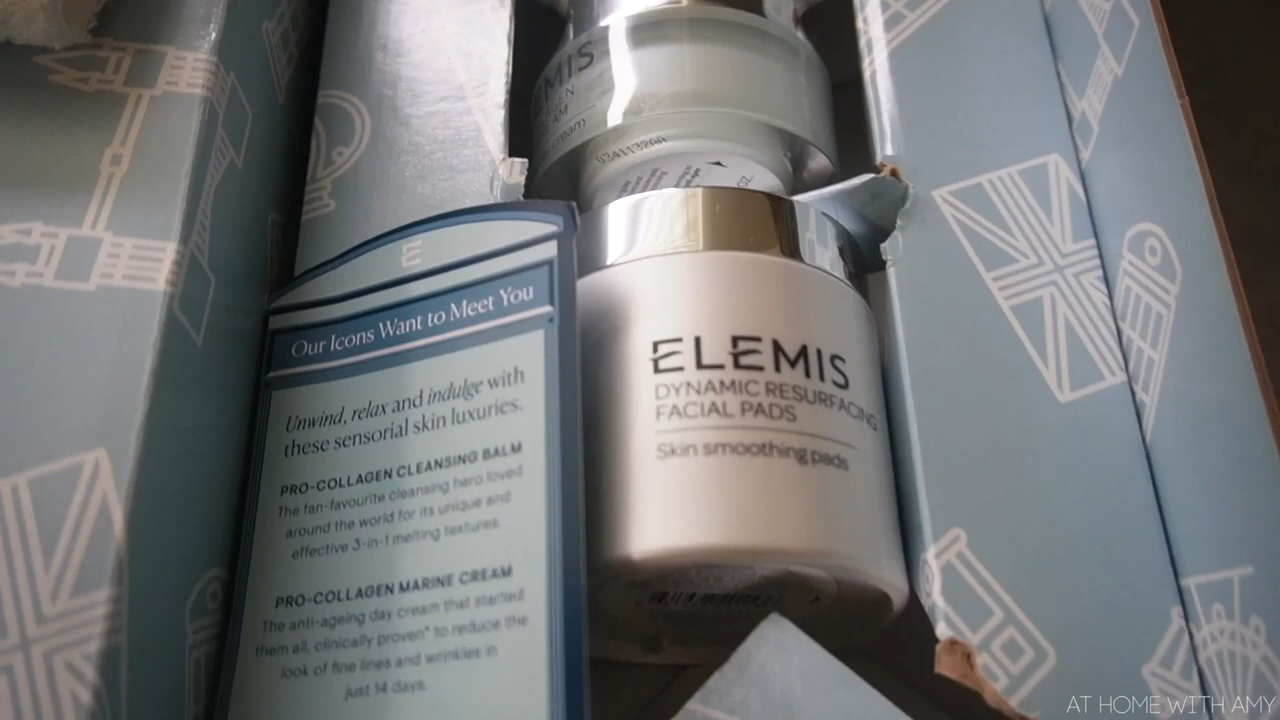 ELEMIS
cream
03411320A
E
Our Icons Want to Meet You
Unwind, relax and indulge with
these sensorial skin luxuries.
PRO-COLLAGEN CLEANSING BALM
The fan-favourite cleansing hero loved
around the world for its unique and
effective 3-in-1 melting textures.
PRO-COLLAGEN MARINE CREAM
The anti-ageing day cream that started
them all, clinically proven* to reduce the
look of fine lines and wrinkles in
just 14 days.
ELEMIS
DYNAMIC RESURFACING
FACIAL PADS
Skin smoothing pads
AT HOME WITH AMY